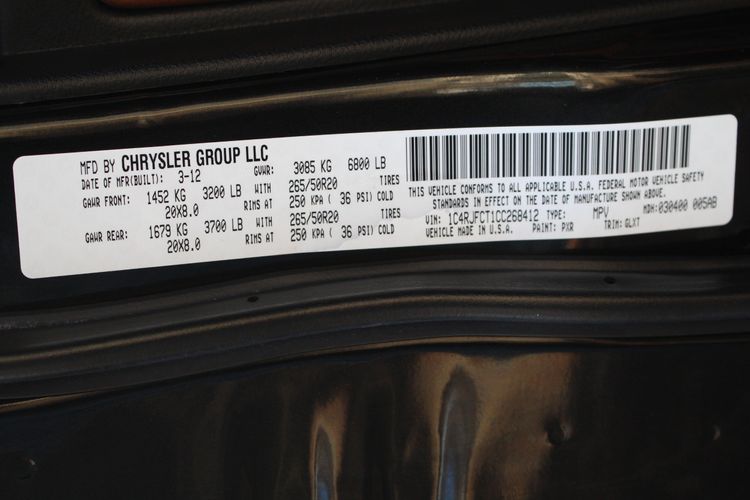 MFD BY CHRYSLER GROUP LLC
DATE OF MFR(BUILT): 3-12 GVWR: 3085 KG 6800 LB
GAWR FRONT: 1452 KG 3200 LB WITH 265/50R20 TIRES
20X8.0 RIMS AT 250 KPA ( 36 PSI) COLD
GAWR REAR: 1679 KG 3700 LB WITH 265/50R20 TIRES
20X8.0 RIMS AT 250 KPA ( 36 PSI) COLD
THIS VEHICLE CONFORMS TO ALL APPLICABLE U.S.A. FEDERAL MOTOR VEHICLE SAFETY
STANDARDS IN EFFECT ON THE DATE OF MANUFACTURE SHOWN ABOVE.
VIN: 1C4RJFCT1CC268412 TYPE: MPV MDH:030400 005AB
VEHICLE MADE IN U.S.A. PAINT: PXR TRIM: GLXT